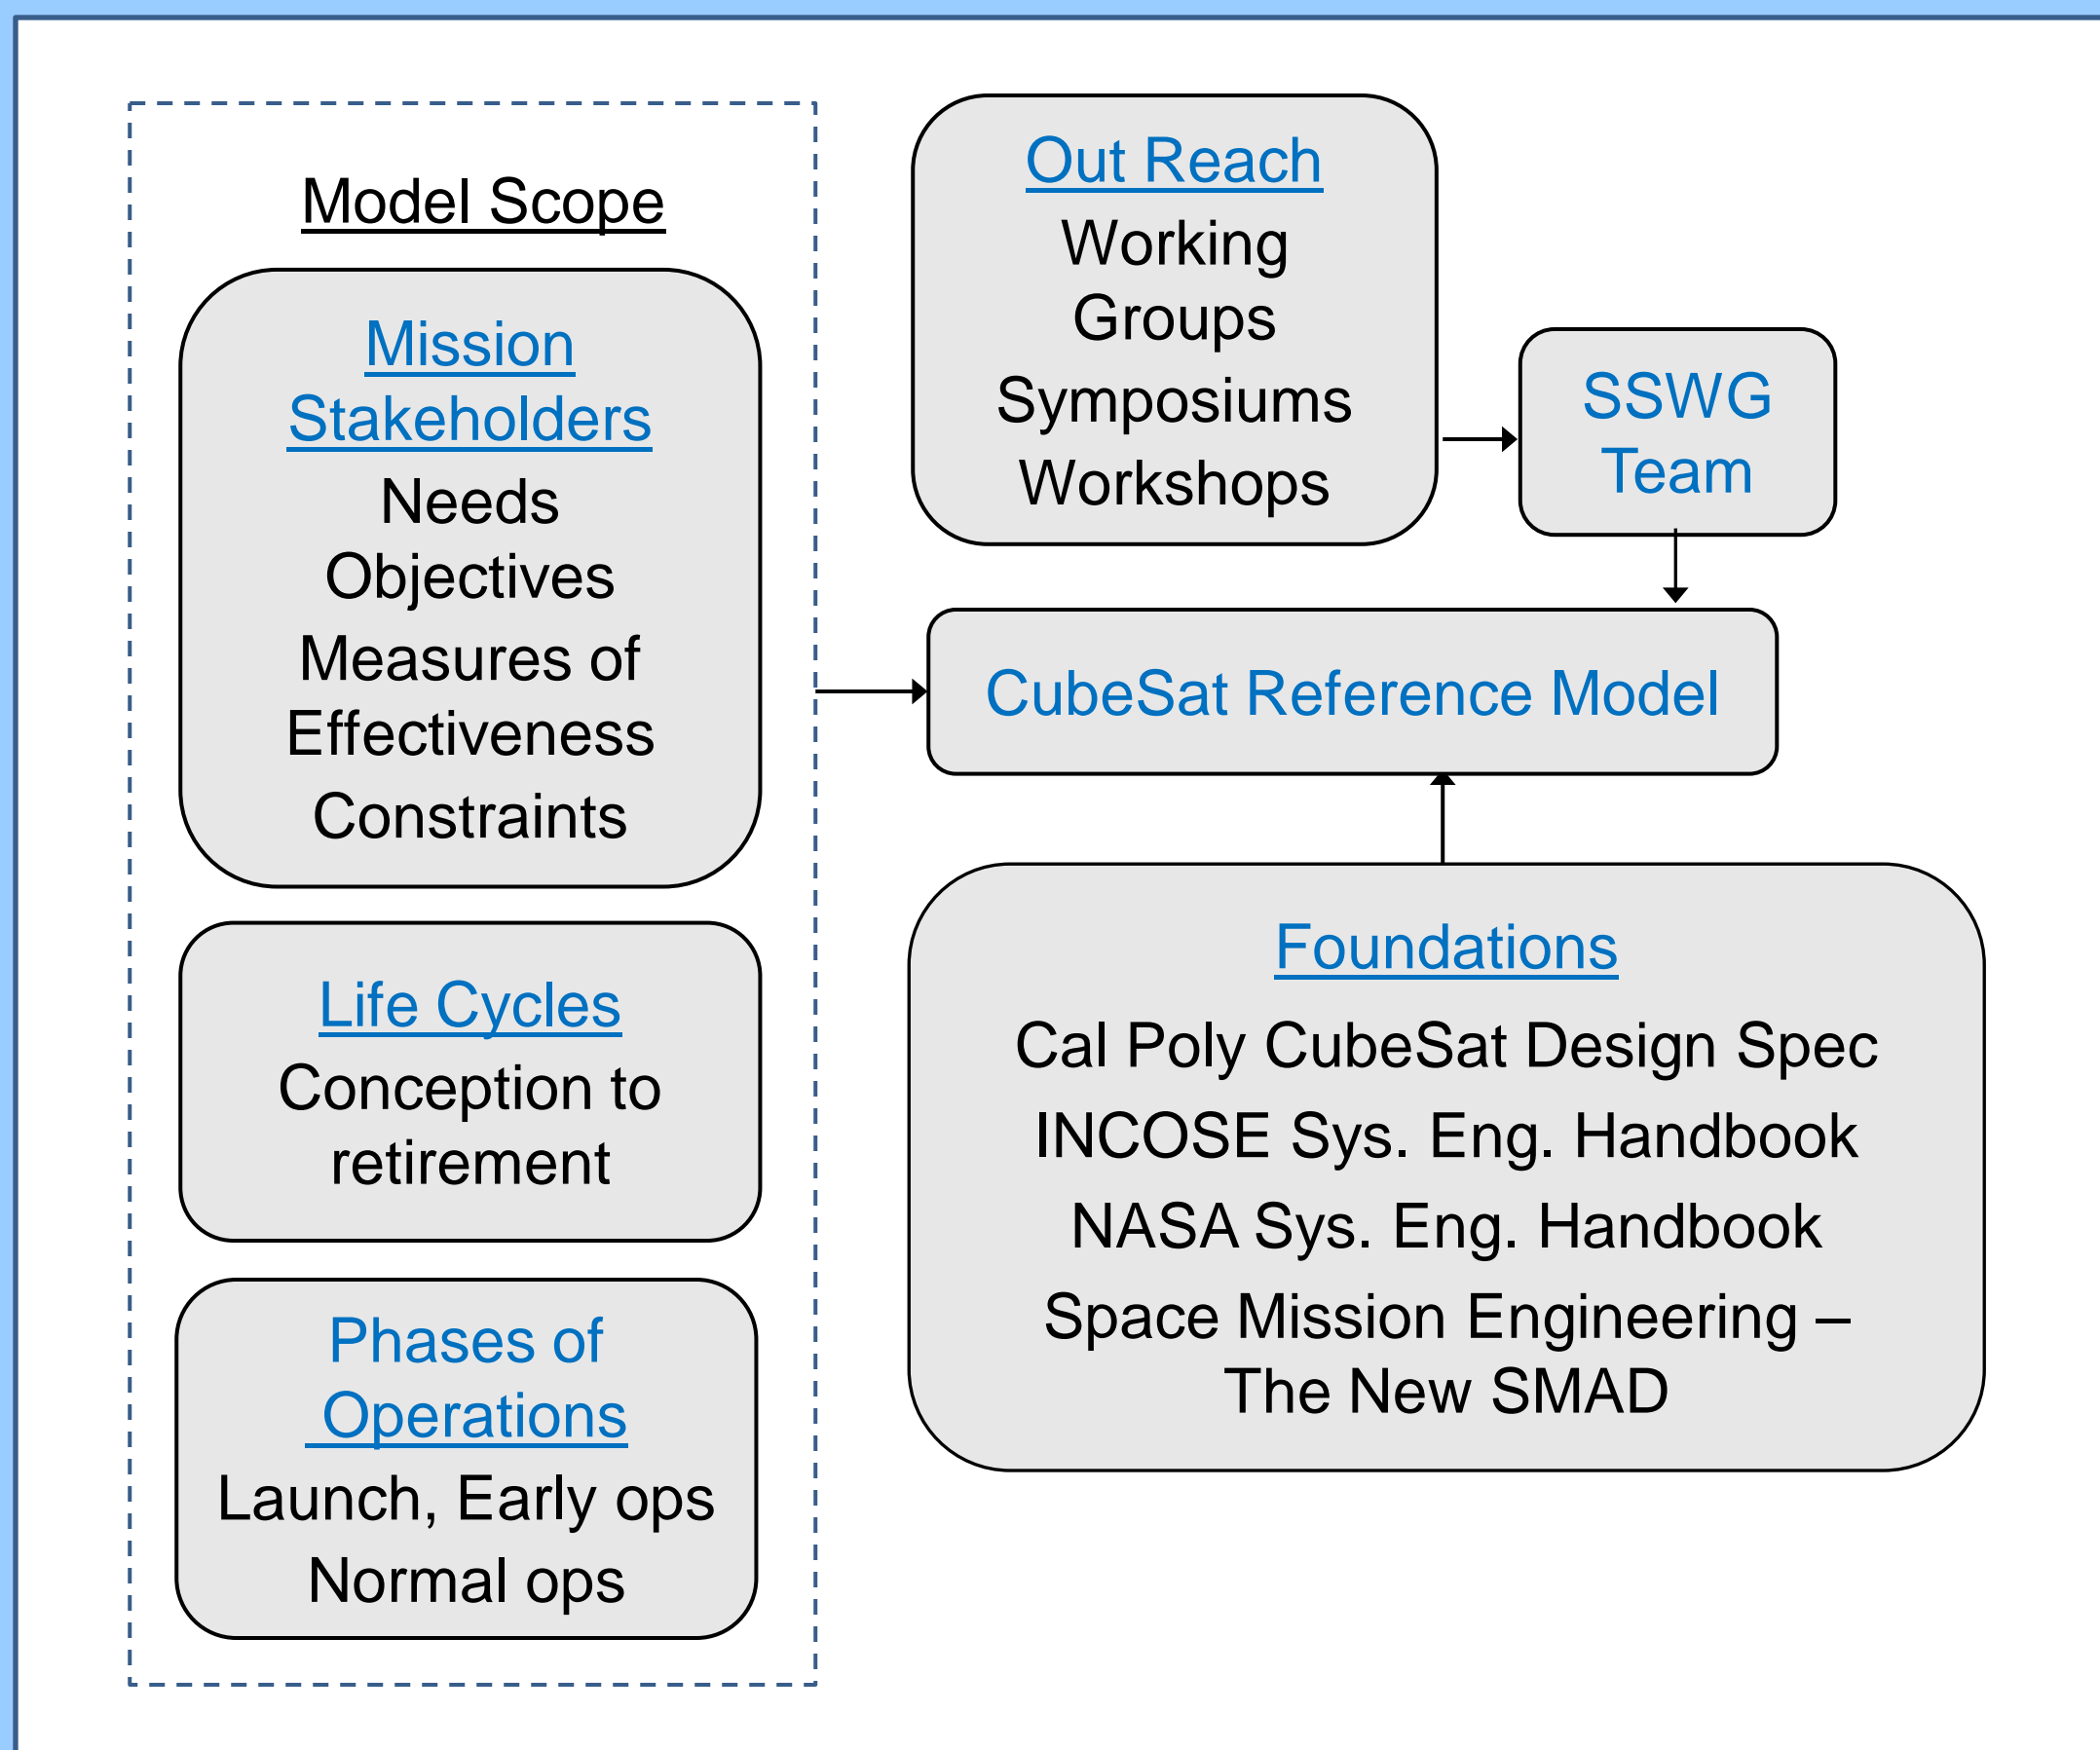 Model Scope
Mission
Stakeholders
Needs
Objectives
Measures of
Effectiveness
Constraints
Life Cycles
Conception to
retirement
Phases of
Operations
Launch, Early ops
Normal ops
Out Reach
Working
Groups
Symposiums
Workshops
SSWG
Team
CubeSat Reference Model
Foundations
Cal Poly CubeSat Design Spec
INCOSE Sys. Eng. Handbook
NASA Sys. Eng. Handbook
Space Mission Engineering –
The New SMAD